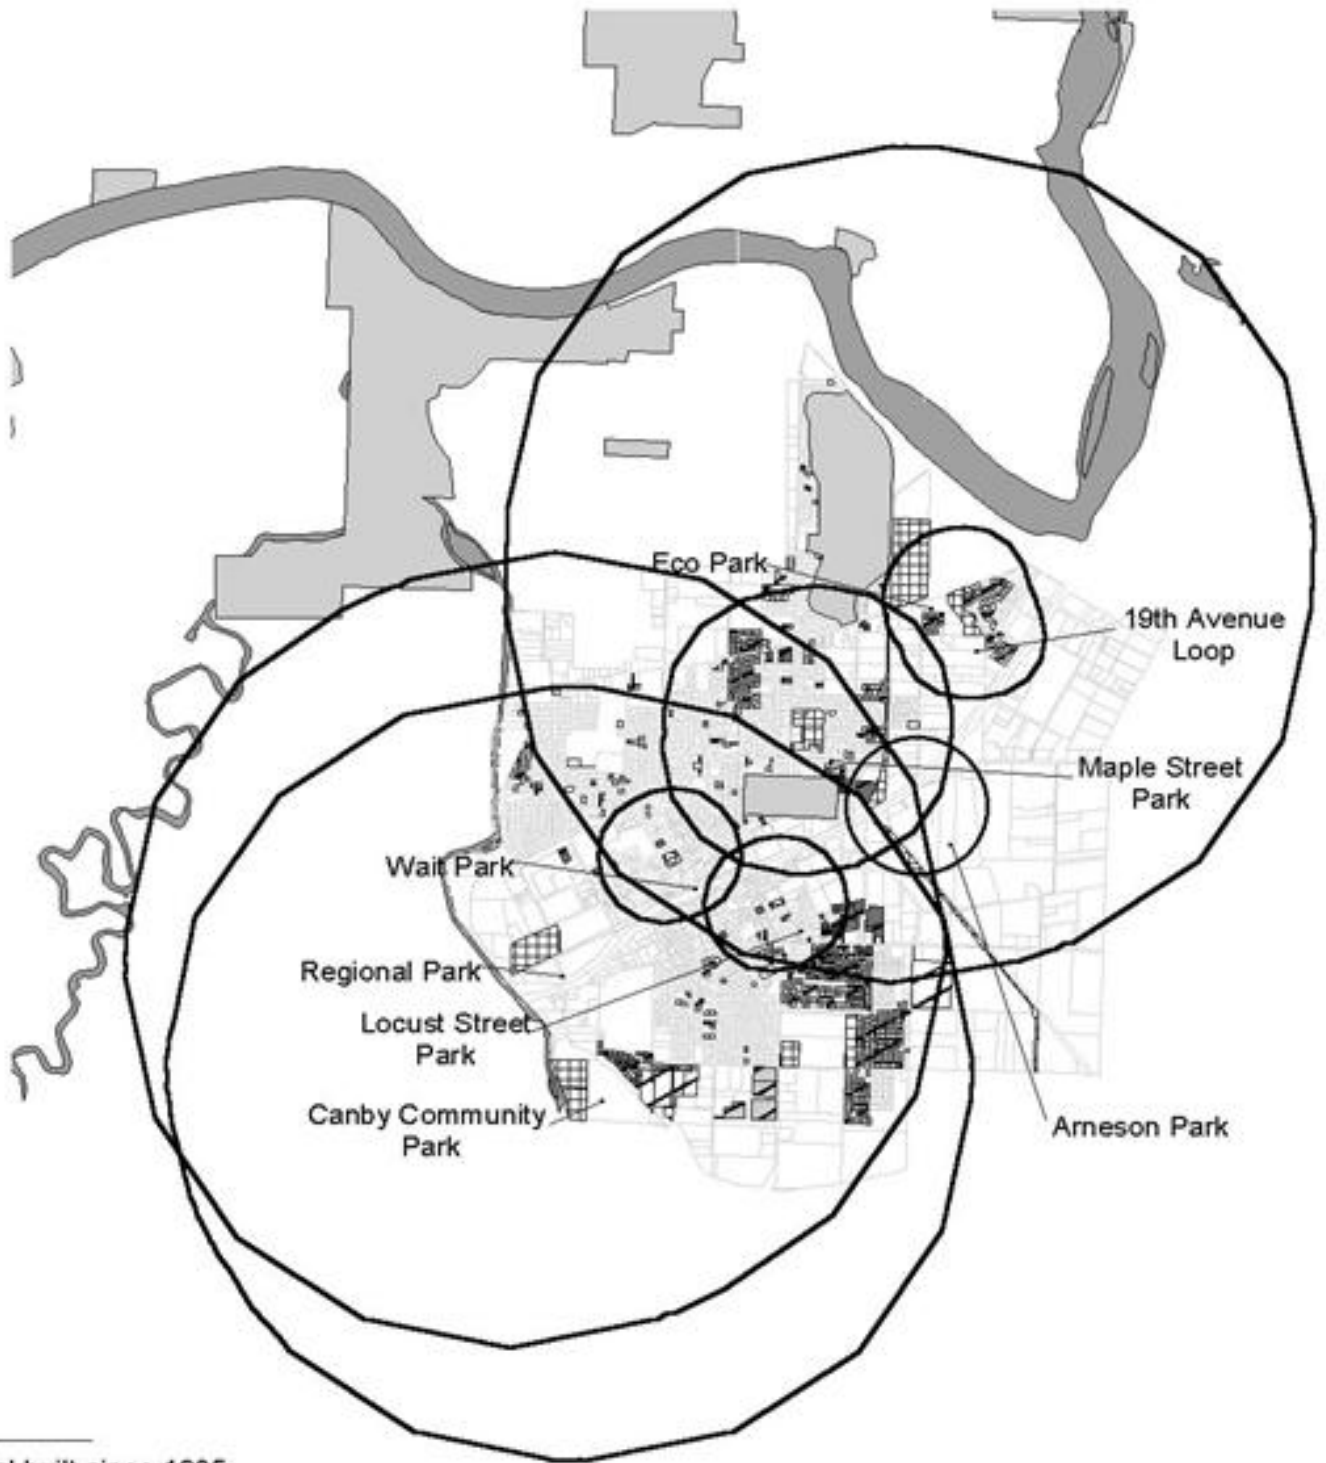 Eco Park
19th Avenue
Loop
Maple Street
Park
Wait Park
Regional Park
Locust Street
Park
Canby Community
Park
Arneson Park